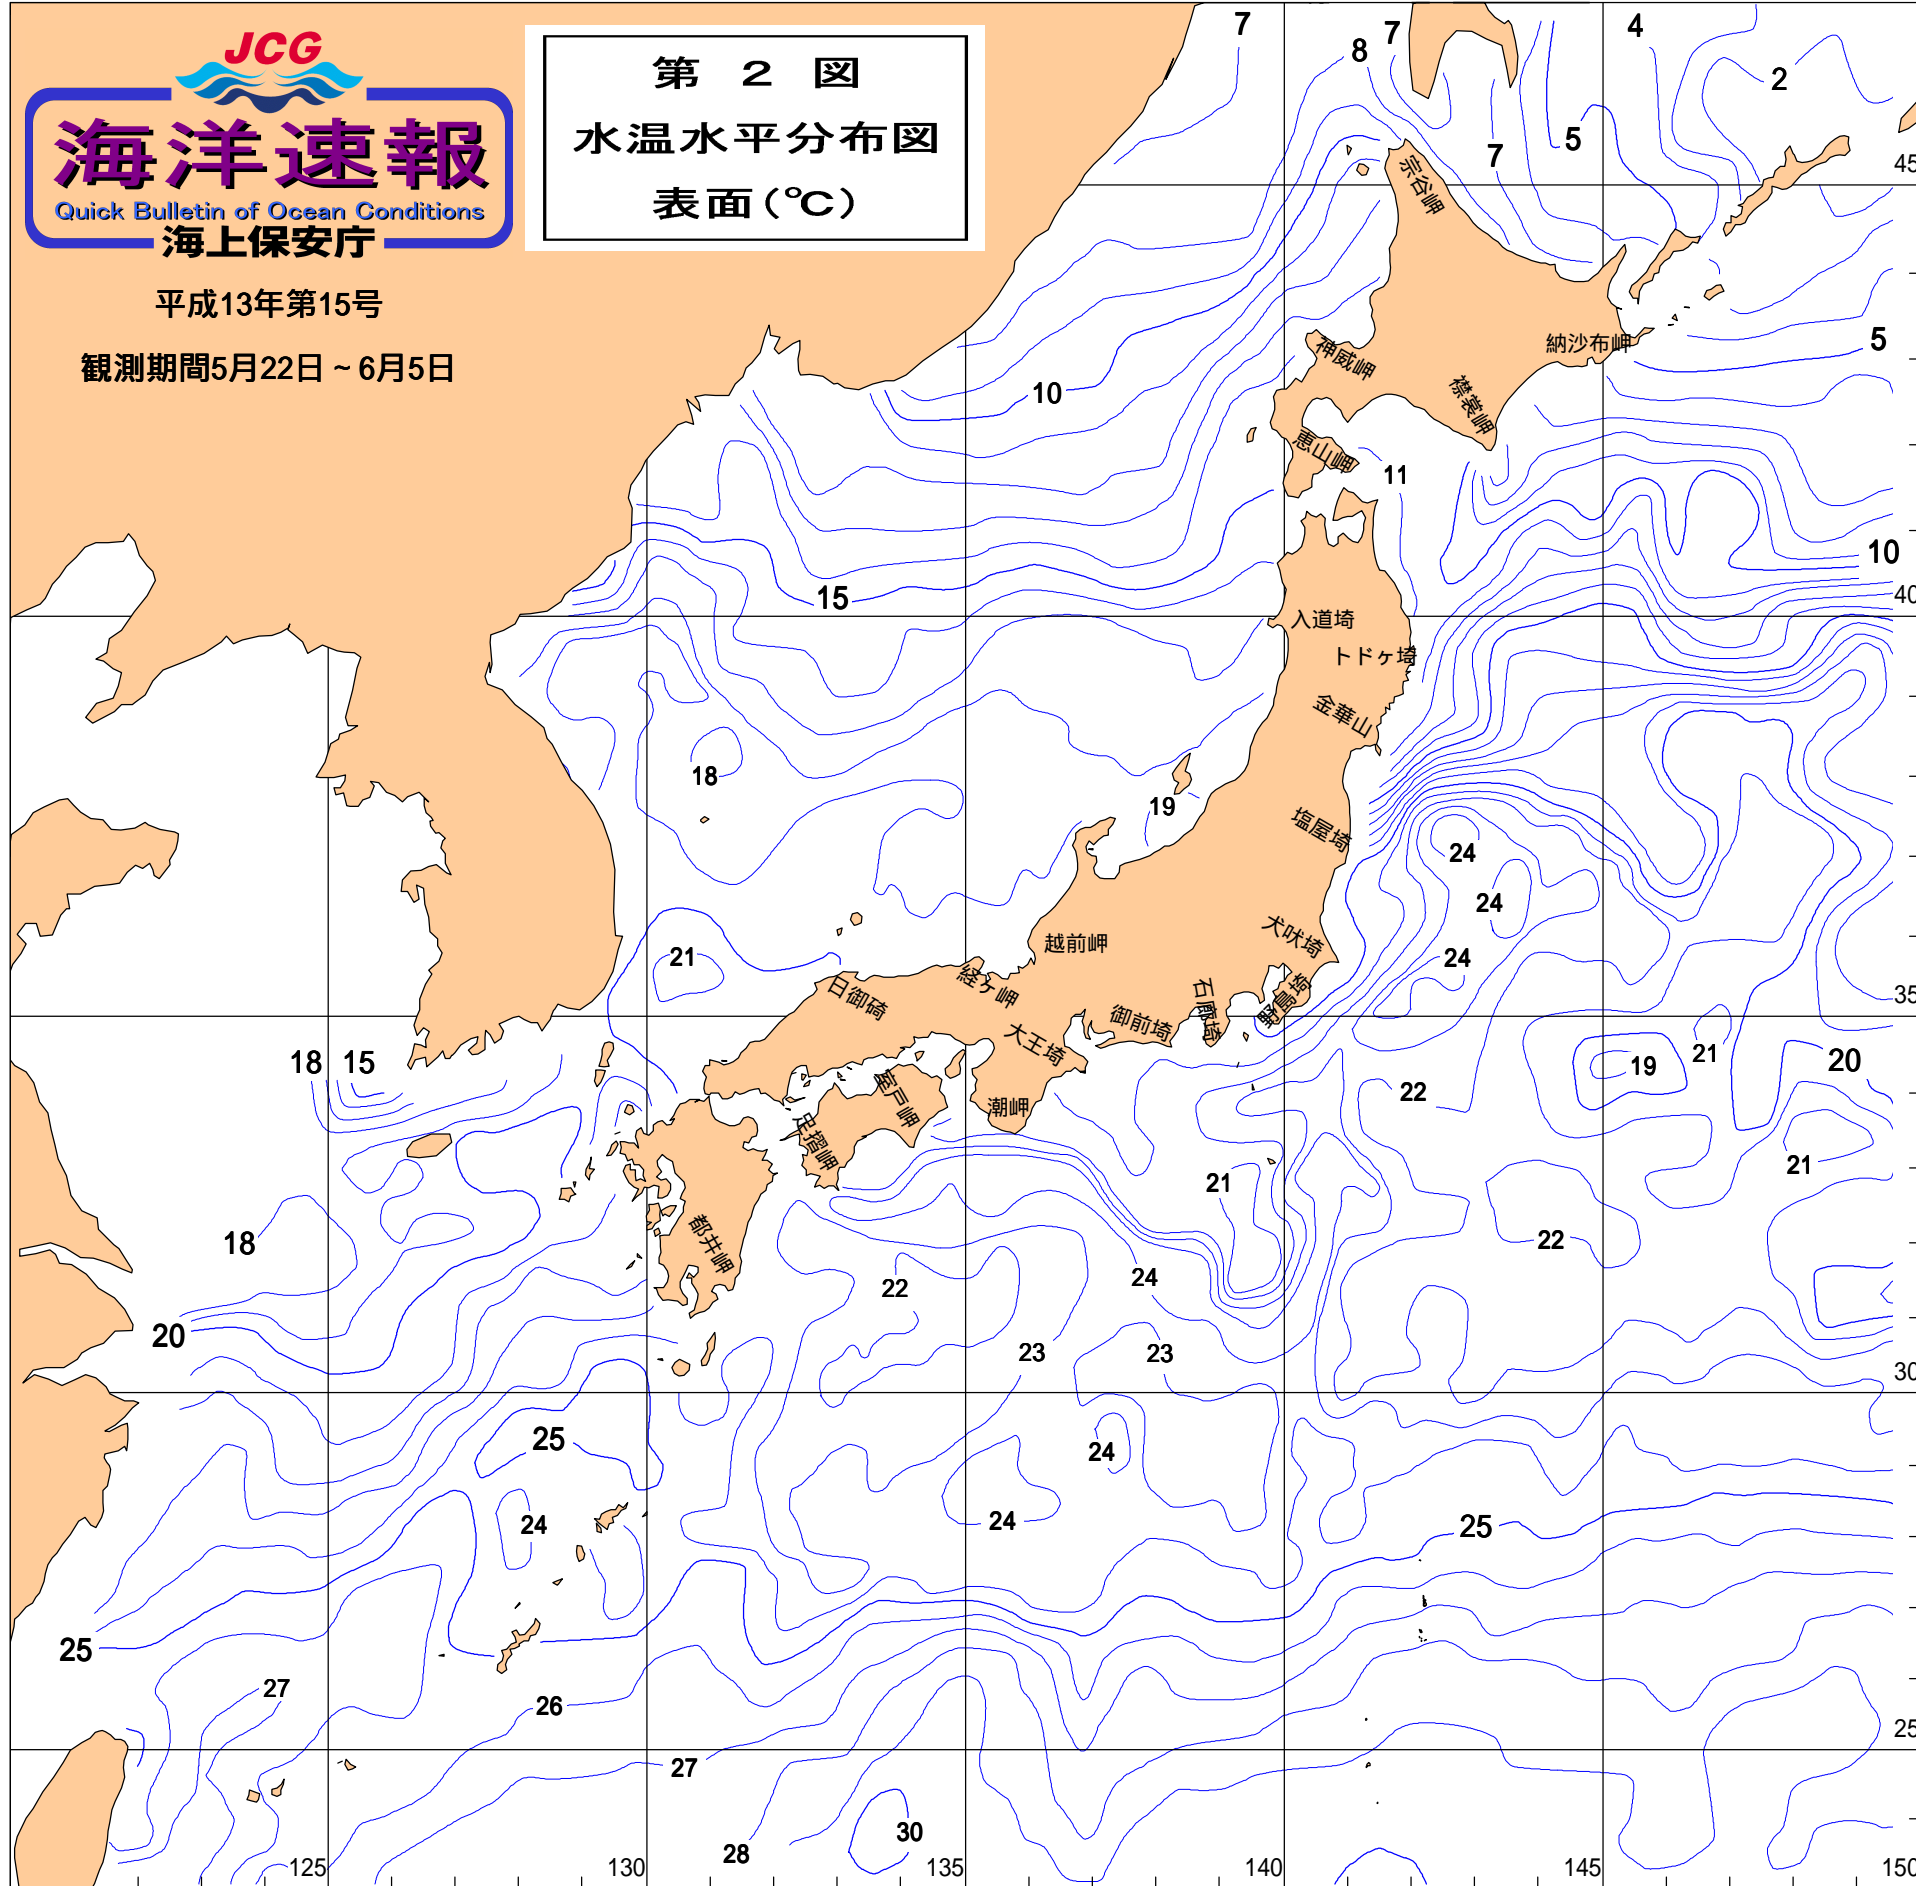 JCG
海洋速報
Quick Bulletin of Ocean Conditions
海上保安庁
平成13年第15号
観測期間5月22日~6月5日
第 2 図
水温水平分布図
表面(℃)
7
8
7
4
2
5
7
45
宗谷岬
5
納沙布岬
神威岬
襟裳岬
10
恵山岬
11
10
15
40
入道埼
トドヶ埼
金華山
18
19
塩屋埼
24
24
21
越前岬
犬吠埼
24
経ヶ岬
日御碕
石廊埼
野島埼
35
御前埼
大王埼
18
15
21
19
20
室戸岬
22
潮岬
足摺岬
21
21
都井岬
18
22
24
22
20
23
23
30
25
24
24
24
25
25
27
26
25
27
30
28
125
130
135
140
145
150